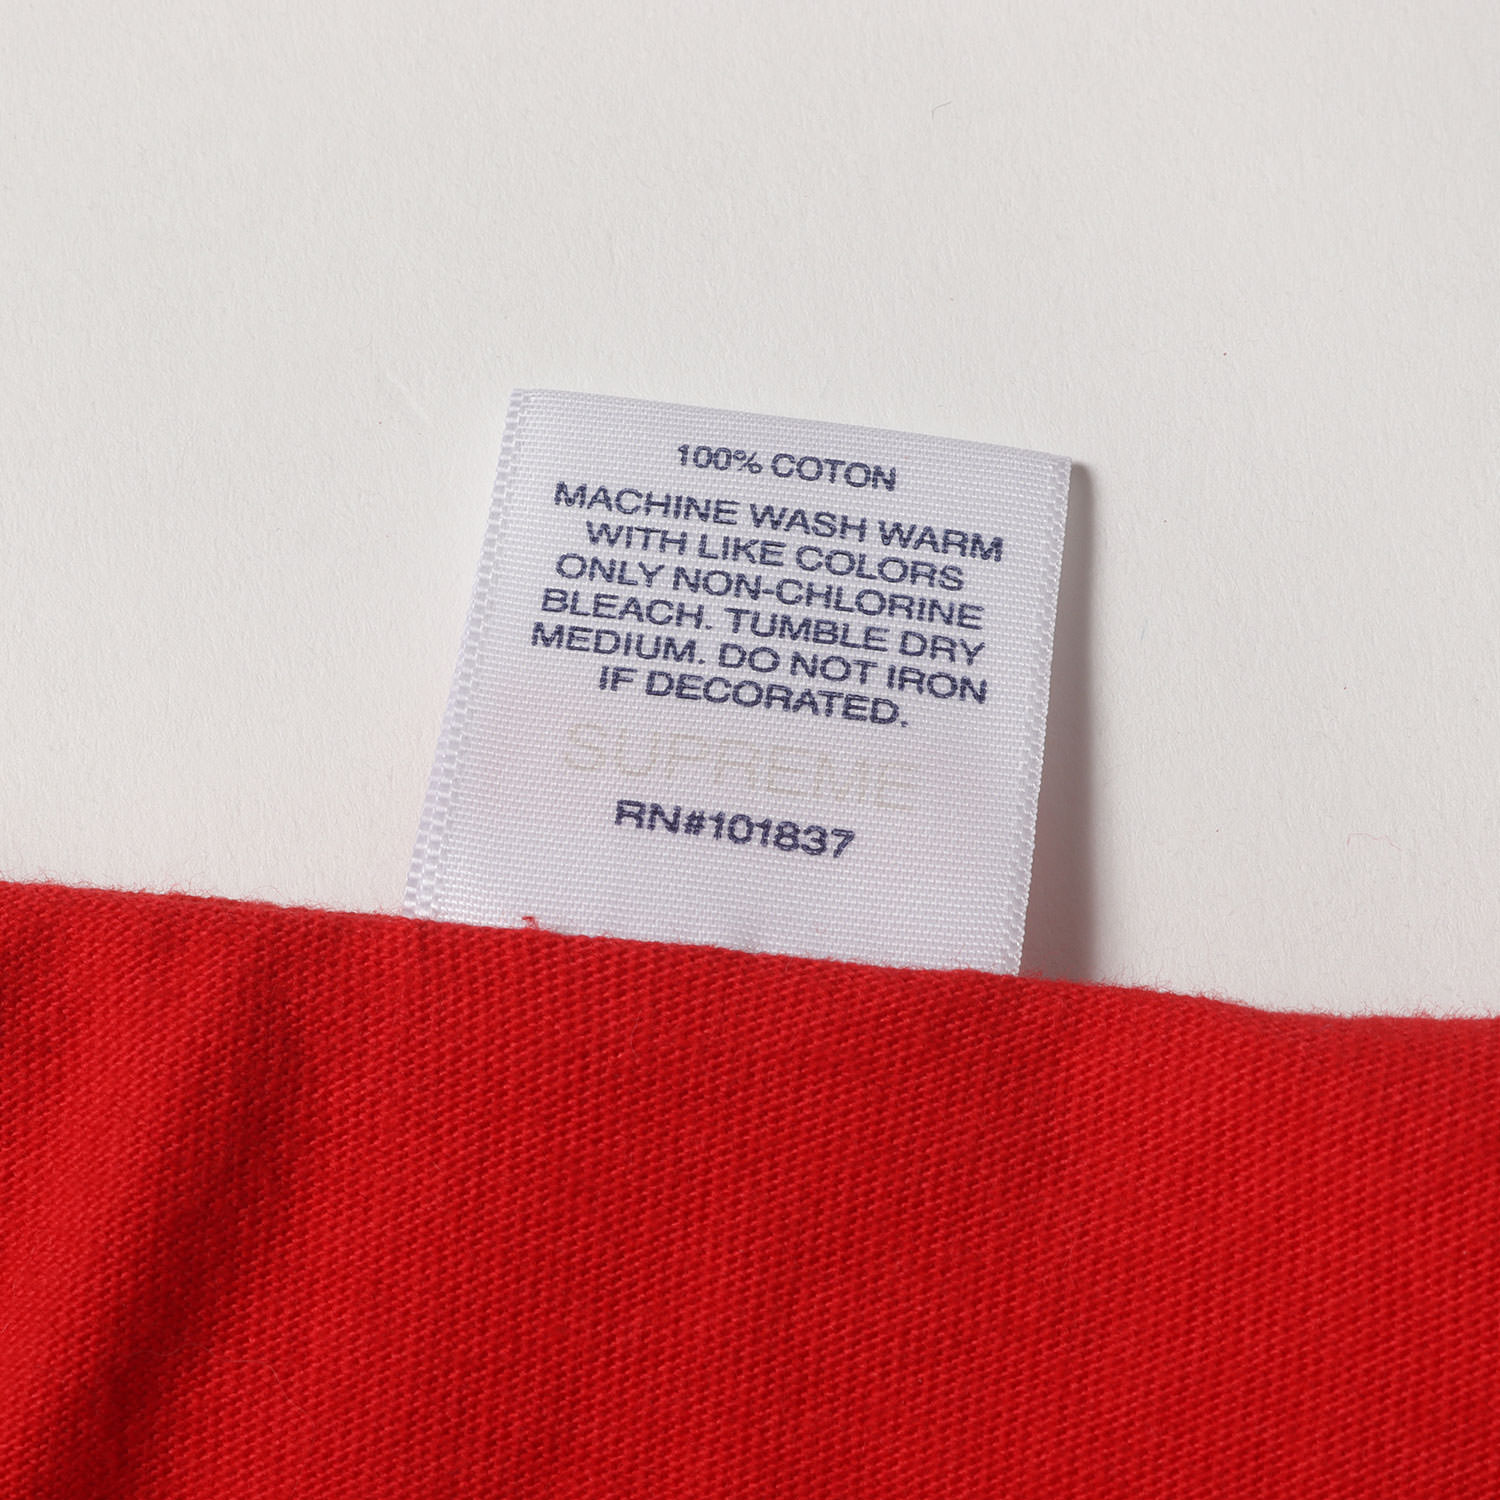 100% COTON
MACHINE WASH WARM
WITH LIKE COLORS
ONLY NON-CHLORINE
BLEACH. TUMBLE DRY
MEDIUM. DO NOT IRON
IF DECORATED.
SUPREME
RN#101837